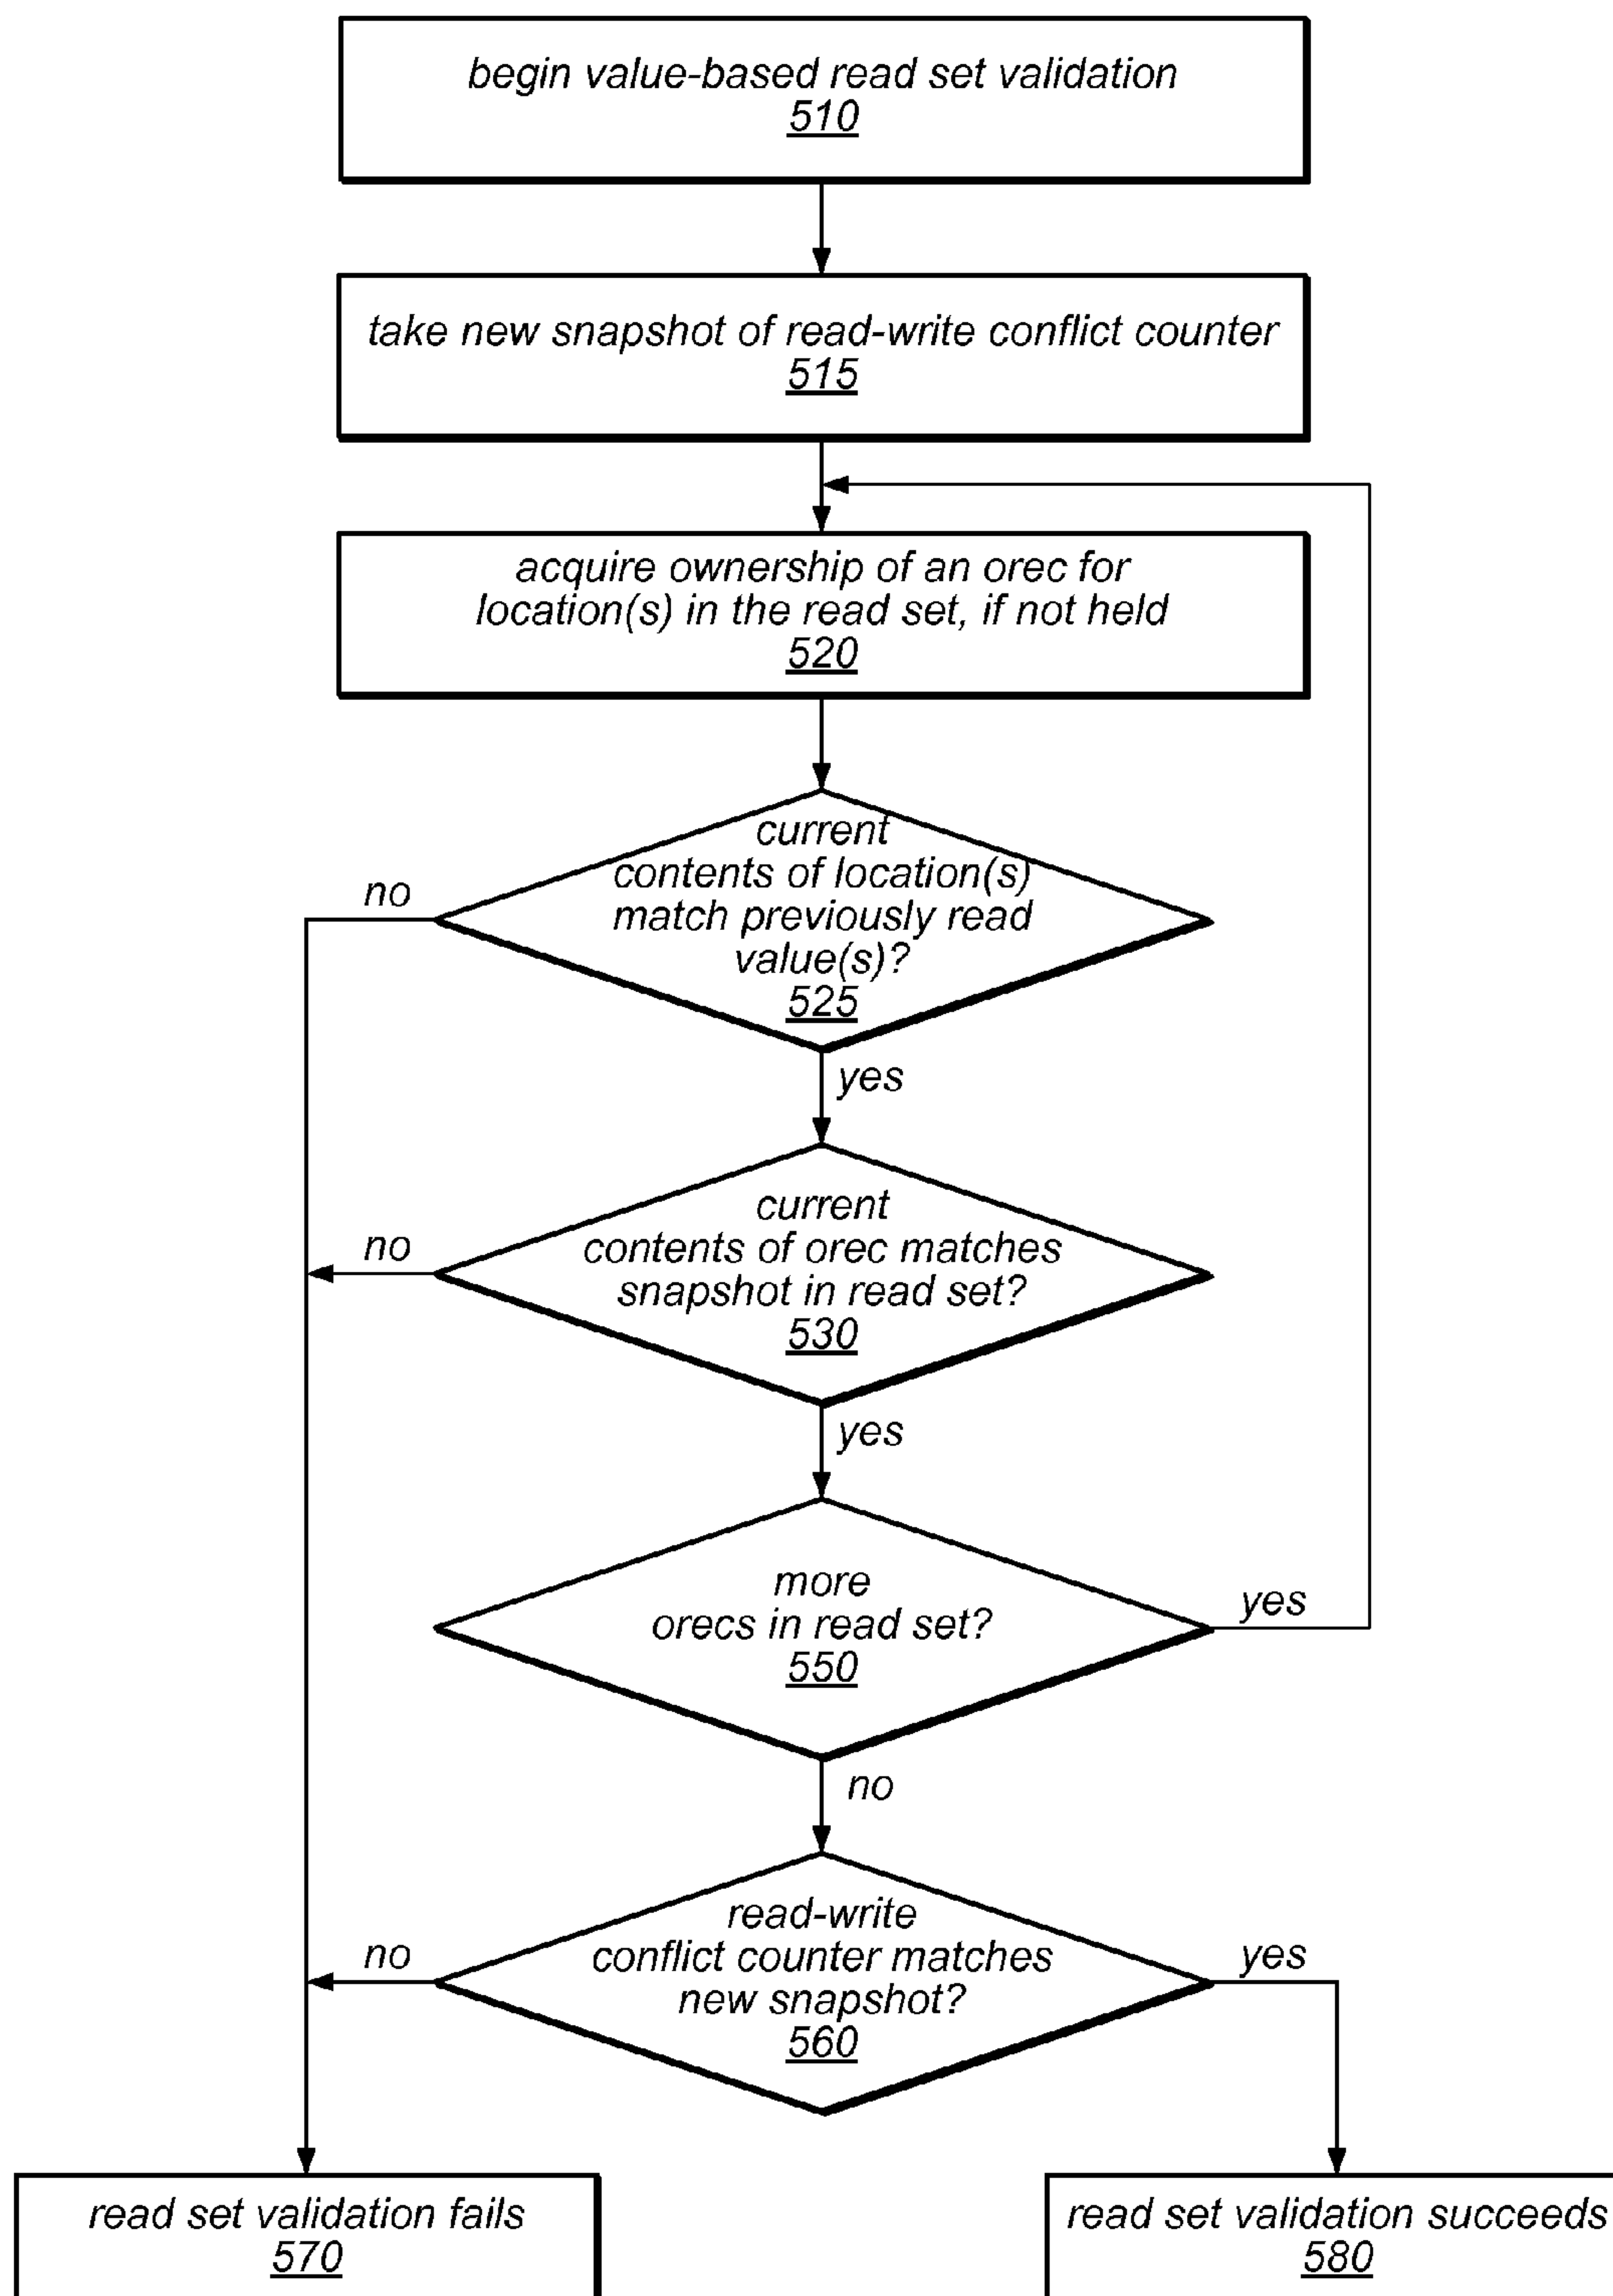 begin value-based read set validation
510
take new snapshot of read-write conflict counter
515
acquire ownership of an orec for
location(s) in the read set, if not held
520
current
contents of location(s)
match previously read
value(s)?
525
no
yes
current
contents of orec matches
snapshot in read set?
530
no
yes
more
orecs in read set?
550
yes
no
read-write
conflict counter matches
new snapshot?
560
no
yes
read set validation fails
570
read set validation succeeds
580